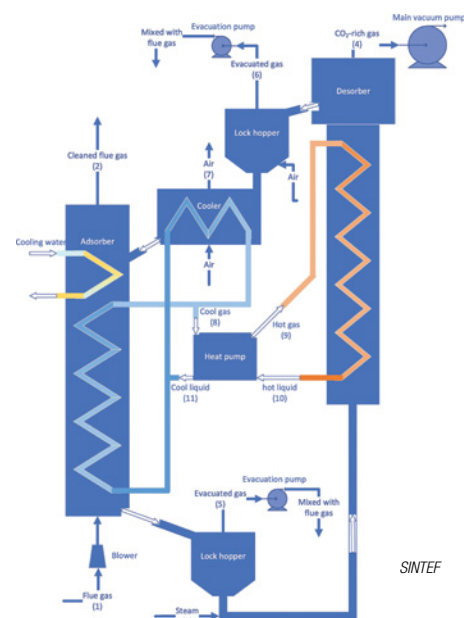 Mixed with
flue gas
Evacuation pump
Evacuated gas
(6)
CO₂-rich gas
(4)
Main vacuum pump
Desorber
Lock hopper
Cleaned flue gas
(2)
Air
(7)
Air
Cooler
Cooling water
Adsorber
Air
Cool gas
(8)
Hot gas
(9)
Heat pump
Cool liquid
(11)
hot liquid
(10)
Evacuated gas
(5)
Evacuation pump
Mixed with
flue gas
Blower
Lock hopper
Flue gas
(1)
Steam
SINTEF